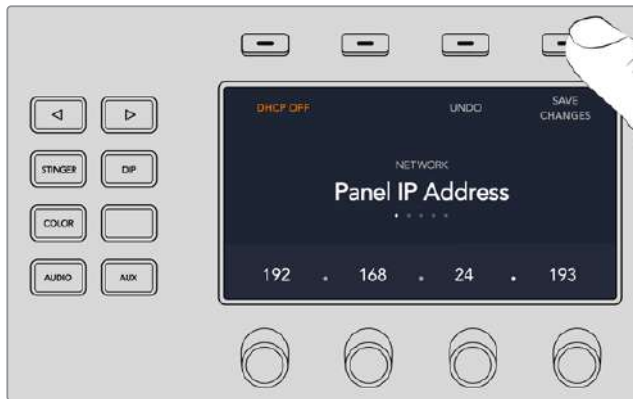 DHCP OFF
UNDO
SAVE
CHANGES
STINGER
DIP
NETWORK
Panel IP Address
COLOR
AUDIO
AUX
192 . 168 . 24 . 193